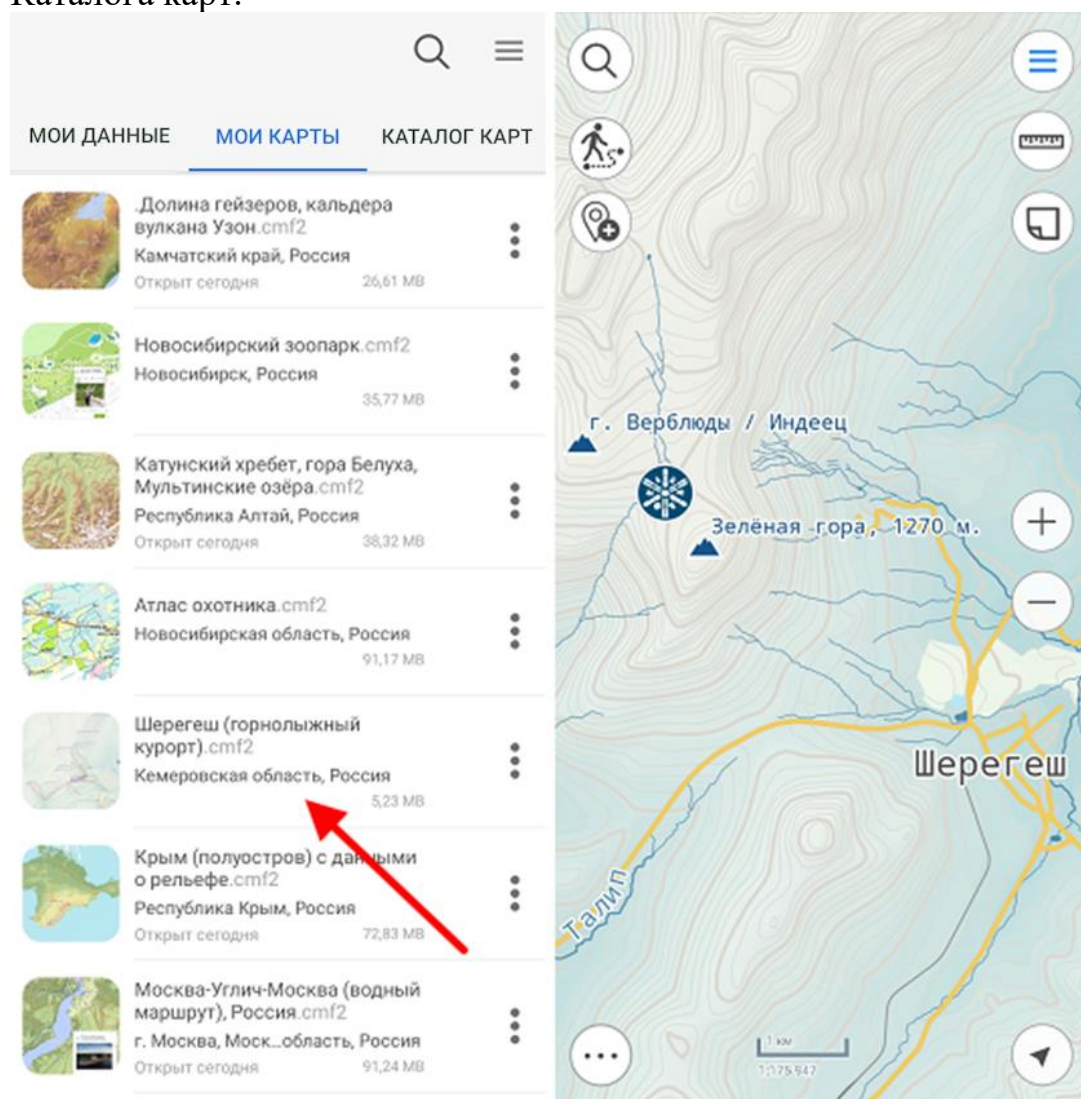 Каталога карт.
МОИ ДАННЫЕ МОИ КАРТЫ КАТАЛОГ КАРТ
.Долина гейзеров, кальдера
вулкана Узон.cmf2
Камчатский край, Россия
Открыт сегодня 26,61 MB
Новосибирский зоопарк.cmf2
Новосибирск, Россия
35,77 MB
Катунский хребет, гора Белуха,
Мультинские озёра.cmf2
Республика Алтай, Россия
Открыт сегодня 38,32 MB
Атлас охотника.cmf2
Новосибирская область, Россия
91,17 MB
Шерегеш (горнолыжный
курорт).cmf2
Кемеровская область, Россия
5,23 MB
Крым (полуостров) с данными
о рельефе.cmf2
Республика Крым, Россия
Открыт сегодня 72,83 MB
Москва-Углич-Москва (водный
маршрут), Россия.cmf2
г. Москва, Моск...область, Россия
Открыт сегодня 91,24 MB
г. Верблюды / Индеец
Зелёная гора, 1270 м.
Шерегеш
Талип
1 км
1:175 947